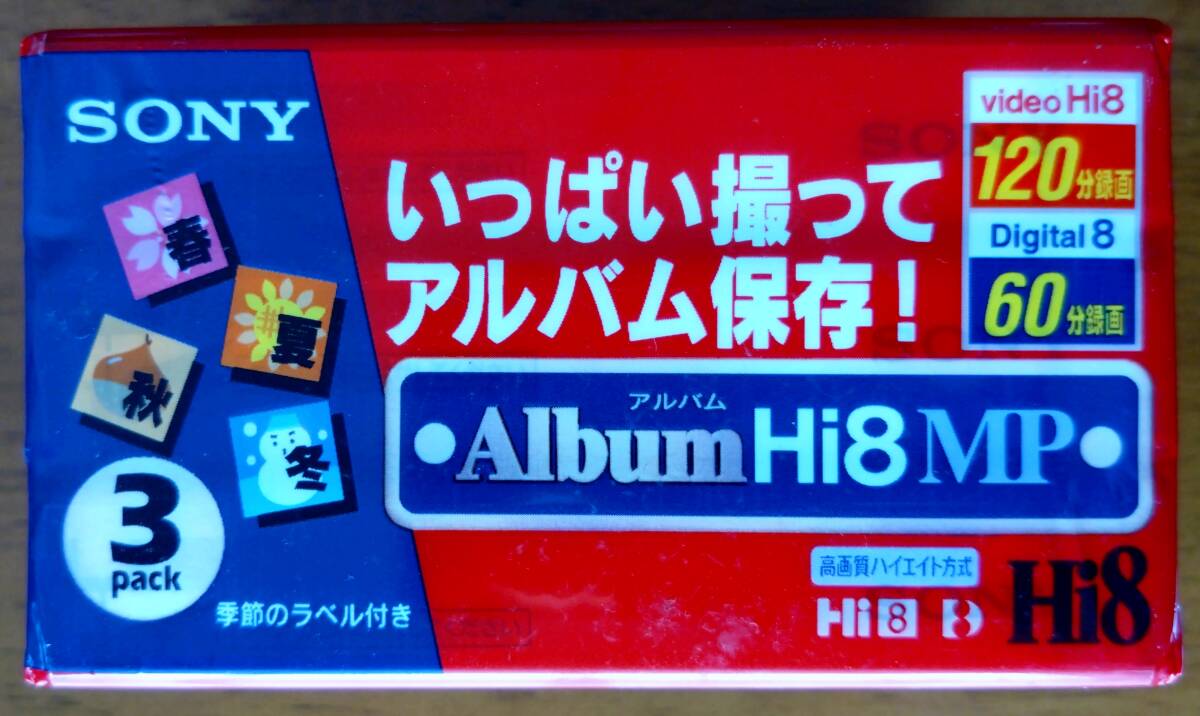 SONY
春
夏
秋
冬
3
pack
季節のラベル付き
いっぱい撮って
アルバム保存!
video Hi8
120分録画
Digital 8
60分録画
アルバム
Album Hi8 MP
高画質ハイエイト方式
Hi 8 8
Hi8